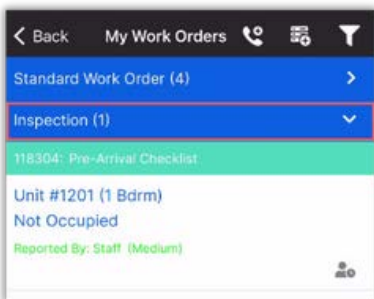 Back My Work Orders
Standard Work Order (4)
Inspection (1)
118304: Pre-Arrival Checklist
Unit #1201 (1 Bdrm)
Not Occupied
Reported By: Staff (Medium)